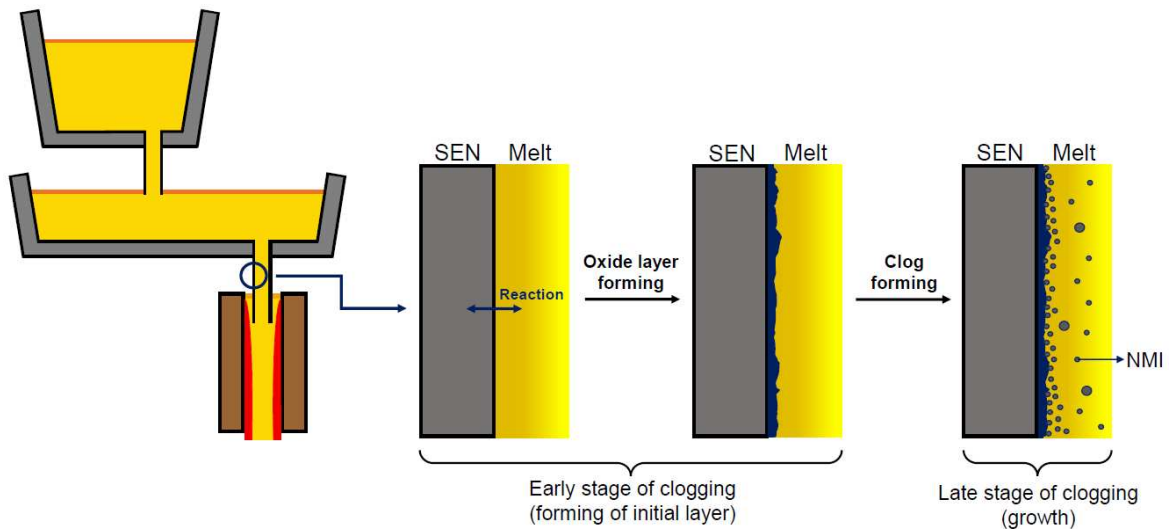 SEN Melt
Reaction
Oxide layer
forming
SEN Melt
Clog
forming
SEN Melt
NMI
Early stage of clogging
(forming of initial layer)
Late stage of clogging
(growth)